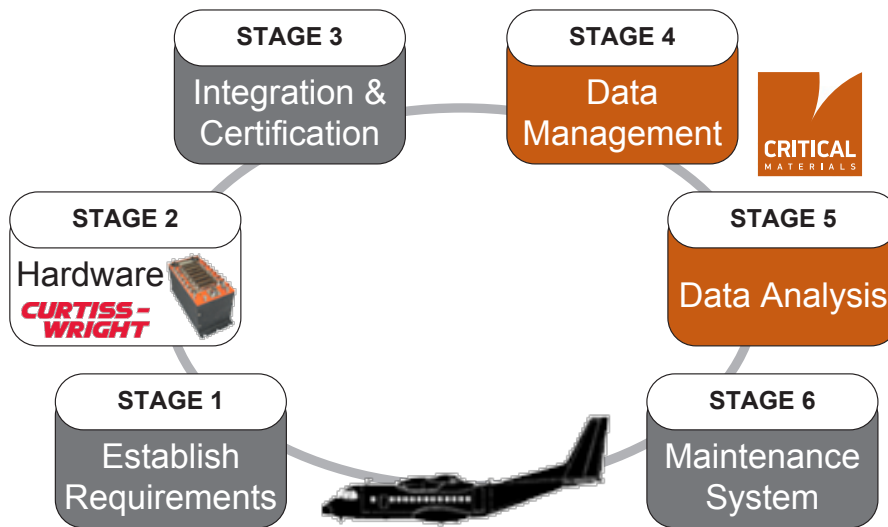 STAGE 3
Integration &
Certification
STAGE 4
Data
Management
CRITICAL
MATERIALS
STAGE 2
Hardware
CURTISS-
WRIGHT
STAGE 5
Data Analysis
STAGE 1
Establish
Requirements
STAGE 6
Maintenance
System